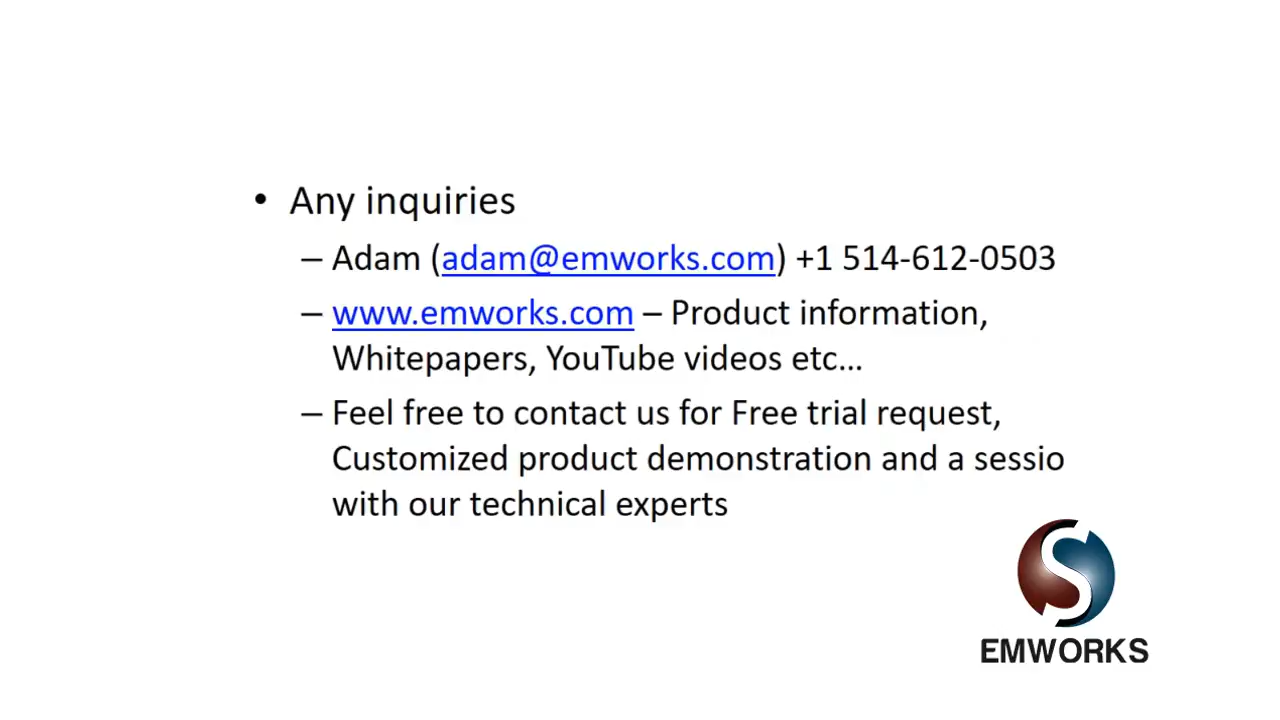 • Any inquiries
– Adam (adam@emworks.com) +1 514-612-0503
– www.emworks.com – Product information,
Whitepapers, YouTube videos etc…
– Feel free to contact us for Free trial request,
Customized product demonstration and a sessio
with our technical experts
EMWORKS